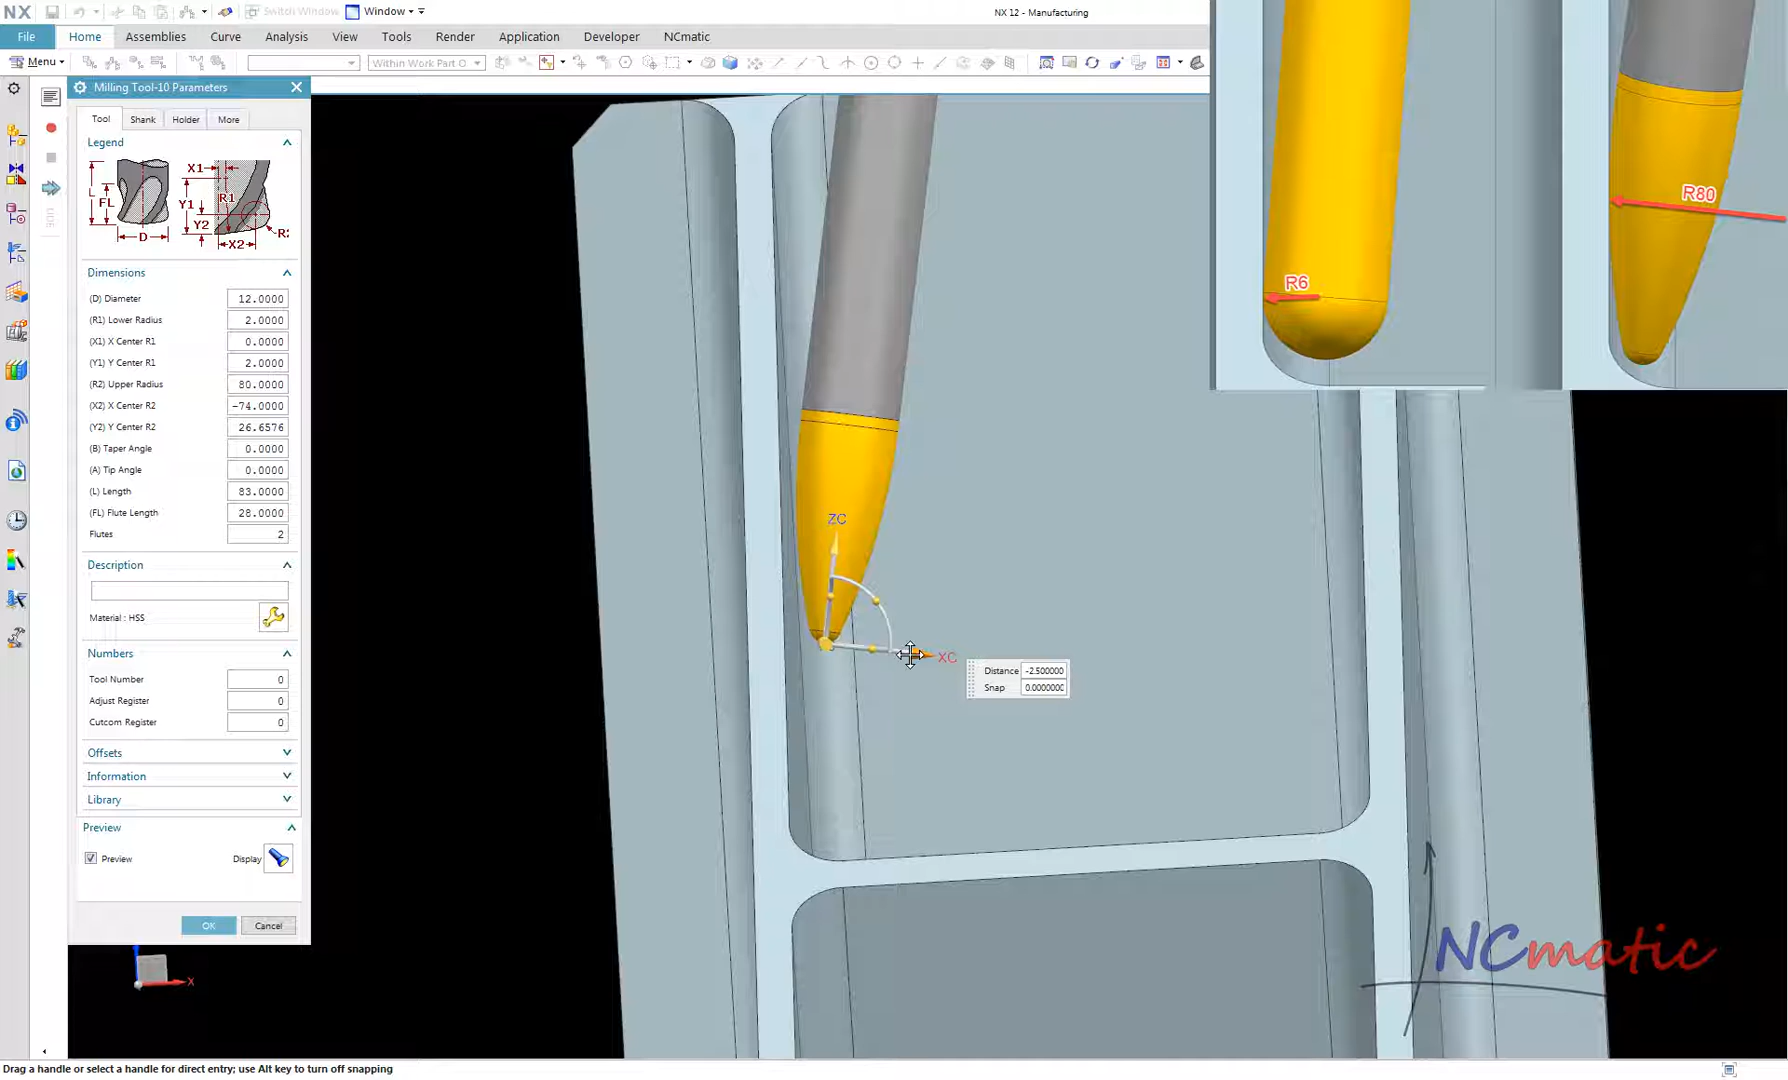 NX
Switch Window
Window
NX 12 - Manufacturing
File
Home
Assemblies
Curve
Analysis
View
Tools
Render
Application
Developer
NCmatic
Menu
Within Work Part O
Milling Tool-10 Parameters
Tool
Shank
Holder
More
Legend
L
FL
D
X1
Y1
R1
Y2
X2
R:
Dimensions
(D) Diameter 12.0000
(R1) Lower Radius 2.0000
(X1) X Center R1 0.0000
(Y1) Y Center R1 2.0000
(R2) Upper Radius 80.0000
(X2) X Center R2 -74.0000
(Y2) Y Center R2 26.6576
(B) Taper Angle 0.0000
(A) Tip Angle 0.0000
(L) Length 83.0000
(FL) Flute Length 28.0000
Flutes 2
Description
Material : HSS
Numbers
Tool Number 0
Adjust Register 0
Cutcom Register 0
Offsets
Information
Library
Preview
Preview
Display
OK
Cancel
ZC
XC
Distance -2.500000
Snap 0.000000
R6
R80
X
NCmatic
Drag a handle or select a handle for direct entry; use Alt key to turn off snapping